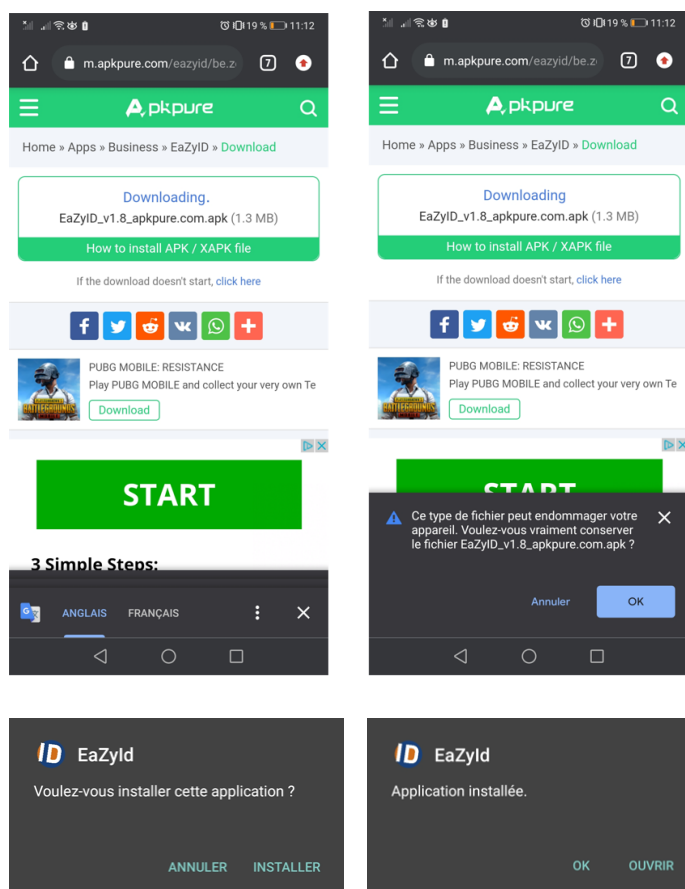 19 % 11:12
m.apkpure.com/eazyid/be.z
7
Apkpure
Home » Apps » Business » EaZyID » Download
Downloading.
EaZyID_v1.8_apkpure.com.apk (1.3 MB)
How to install APK / XAPK file
If the download doesn't start, click here
PUBG MOBILE: RESISTANCE
Play PUBG MOBILE and collect your very own Te
BATTLEGROUNDS
Download
START
3 Simple Steps:
ANGLAIS FRANÇAIS
19 % 11:12
m.apkpure.com/eazyid/be.z
7
Apkpure
Home » Apps » Business » EaZyID » Download
Downloading
EaZyID_v1.8_apkpure.com.apk (1.3 MB)
How to install APK / XAPK file
If the download doesn't start, click here
PUBG MOBILE: RESISTANCE
Play PUBG MOBILE and collect your very own Te
BATTLEGROUNDS
Download
START
Ce type de fichier peut endommager votre
appareil. Voulez-vous vraiment conserver
le fichier EaZyID_v1.8_apkpure.com.apk ?
Annuler OK
ID EaZyId
Voulez-vous installer cette application ?
ANNULER INSTALLER
ID EaZyId
Application installée.
OK OUVRIR